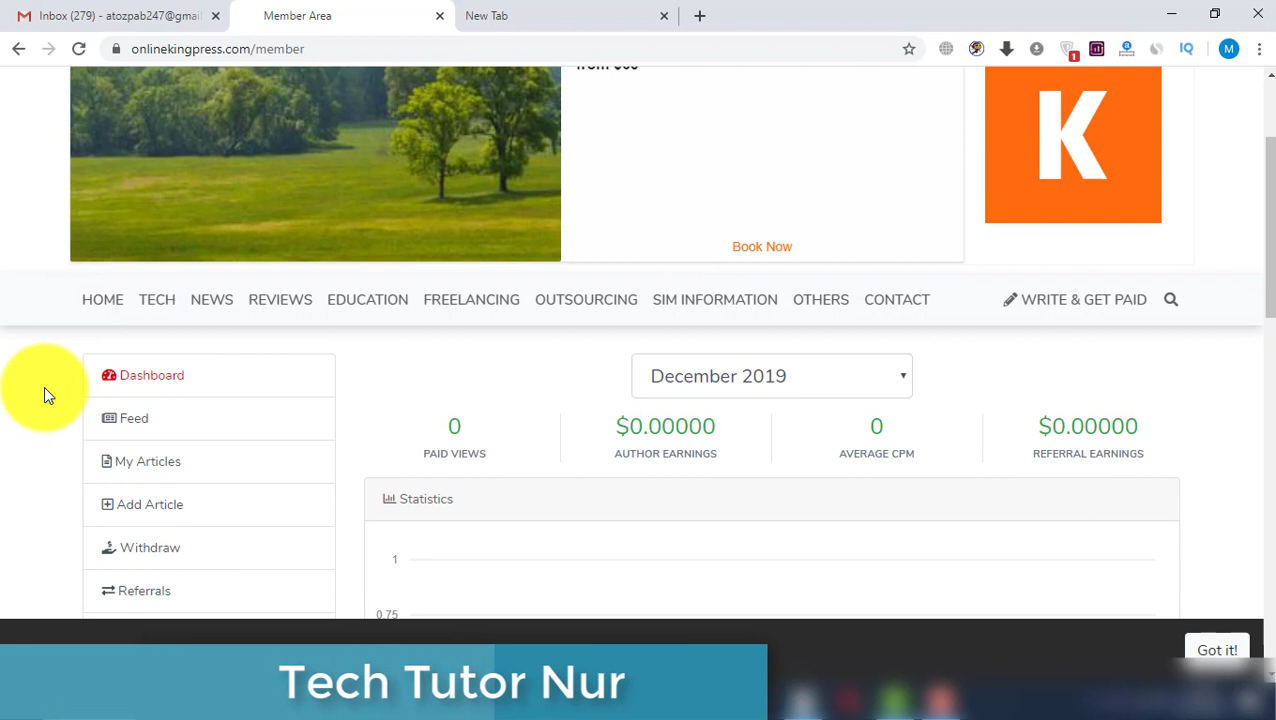 Inbox (279) - atozpab247@gmail
Member Area
New Tab
onlinekingpress.com/member
1
M
IQ
K
Book Now
HOME TECH NEWS REVIEWS EDUCATION FREELANCING OUTSOURCING SIM INFORMATION OTHERS CONTACT WRITE & GET PAID
Dashboard
Feed
My Articles
Add Article
Withdraw
Referrals
December 2019
0 $0.00000 0 $0.00000
PAID VIEWS AUTHOR EARNINGS AVERAGE CPM REFERRAL EARNINGS
Statistics
1
0.75
Got it!
Tech Tutor Nur